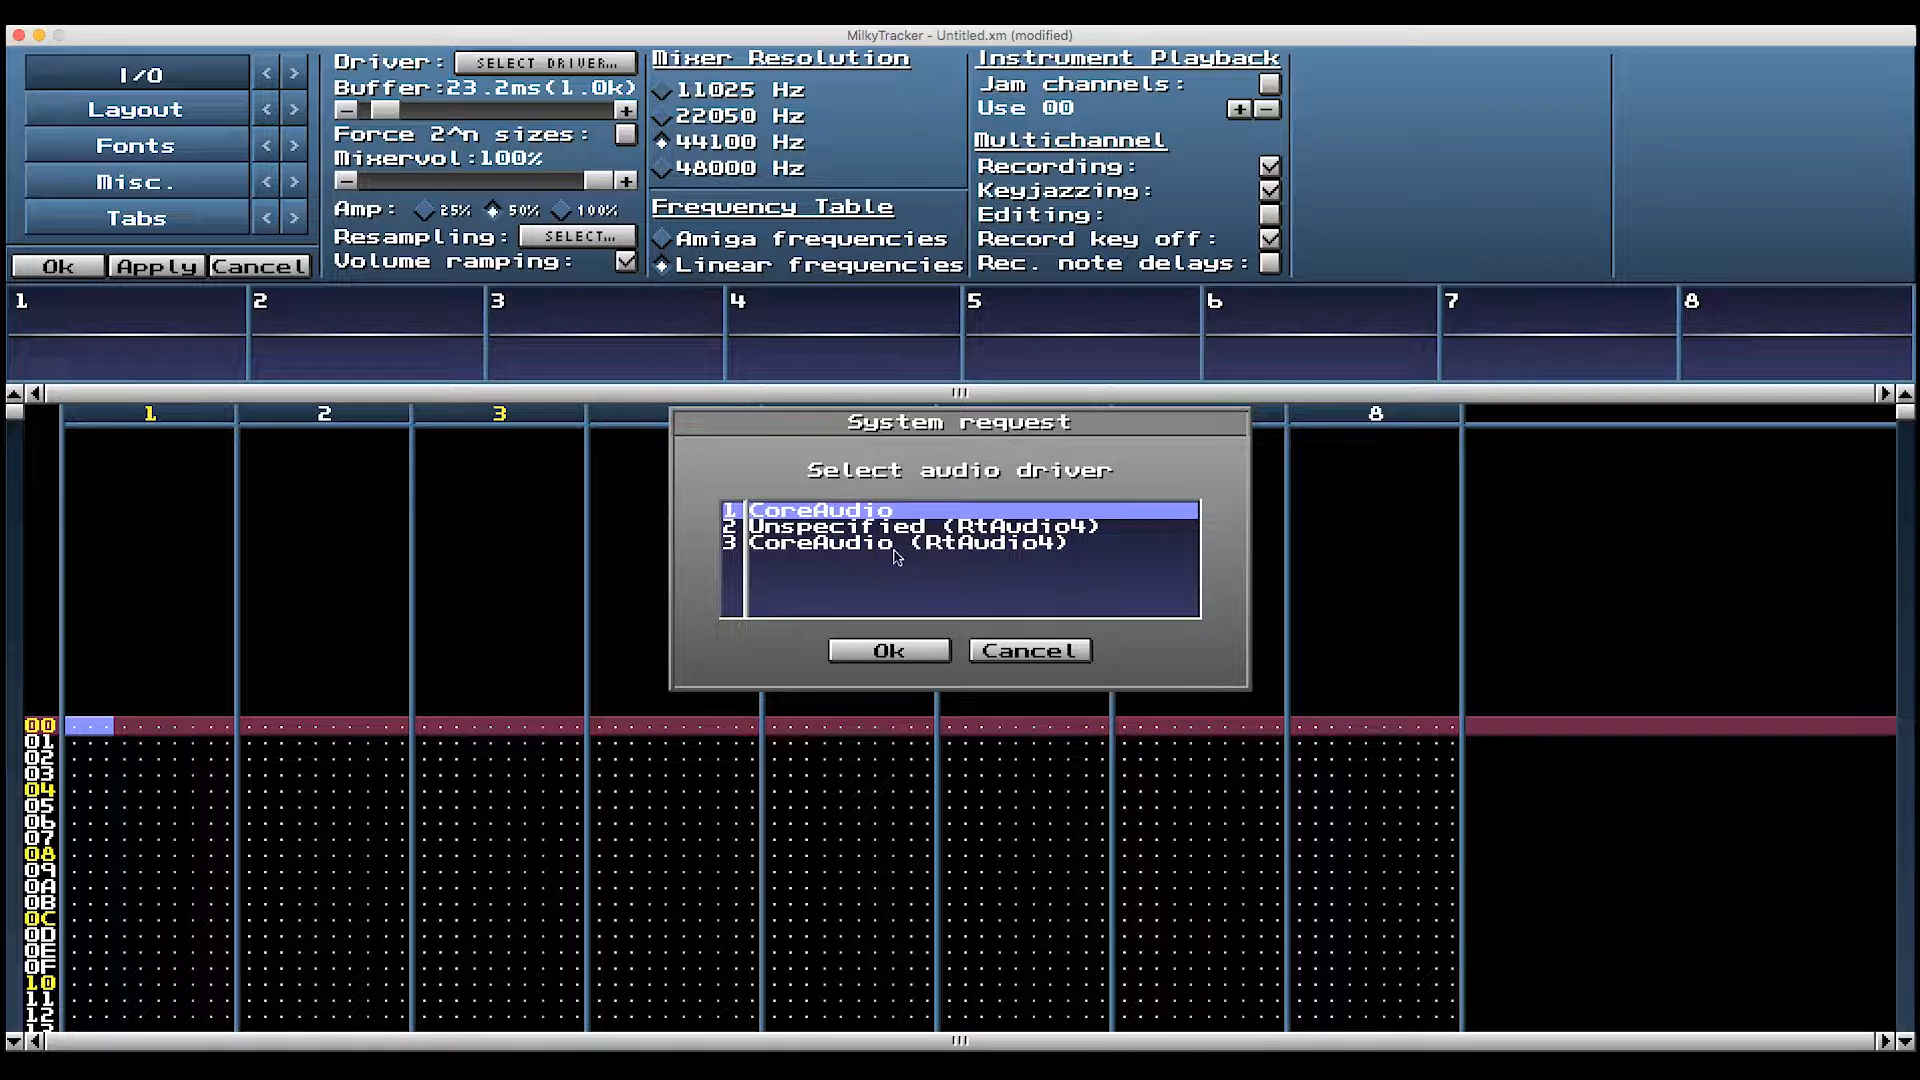 MilkyTracker - Untitled.xm (modified)
I/O < >
Layout < >
Fonts < >
Misc. < >
Tabs < >
Ok Apply Cancel
Driver: SELECT DRIVER...
Buffer:23.2ms(1.0k)
- +
Force 2^n sizes:
Mixervol:100%
- +
Amp: 25% 50% 100%
Resampling: SELECT...
Volume ramping:
Mixer Resolution
11025 Hz
22050 Hz
44100 Hz
48000 Hz
Frequency Table
Amiga frequencies
Linear frequencies
Instrument Playback
Jam channels:
Use 00 + -
Multichannel
Recording:
Keyjazzing:
Editing:
Record key off:
Rec. note delays:
1 2 3 4 5 6 7 8
1 2 3 8
System request
Select audio driver
1 CoreAudio
2 Unspecified (RtAudio4)
3 CoreAudio (RtAudio4)
Ok Cancel
00
01
02
03
04
05
06
07
08
09
0A
0B
0C
0D
0E
0F
10
11
12
13